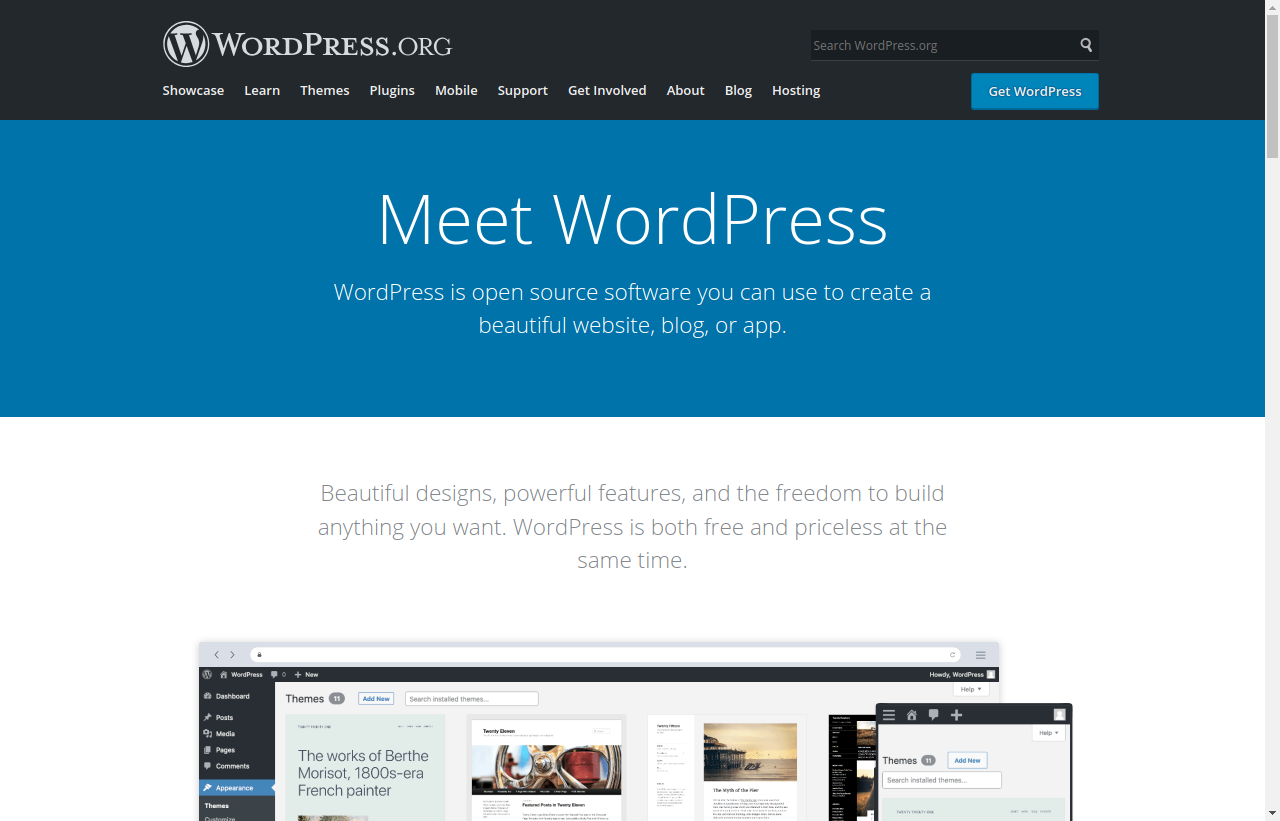 WORDPRESS.ORG
Search WordPress.org
Showcase Learn Themes Plugins Mobile Support Get Involved About Blog Hosting
Get WordPress
Meet WordPress
WordPress is open source software you can use to create a
beautiful website, blog, or app.
Beautiful designs, powerful features, and the freedom to build
anything you want. WordPress is both free and priceless at the
same time.
WordPress 0 New Howdy, WordPress
Help
Dashboard
Posts
Media
Pages
Comments
Appearance
Themes
Customize
Themes 11 Add New Search installed themes...
The works of Berthe
Morisot, 1800s-era
French painter
Twenty Eleven
Featured Posts in Twenty Eleven
Twenty Fifteen
The Myth of the Pier
Help
Themes 11 Add New
Search installed themes...